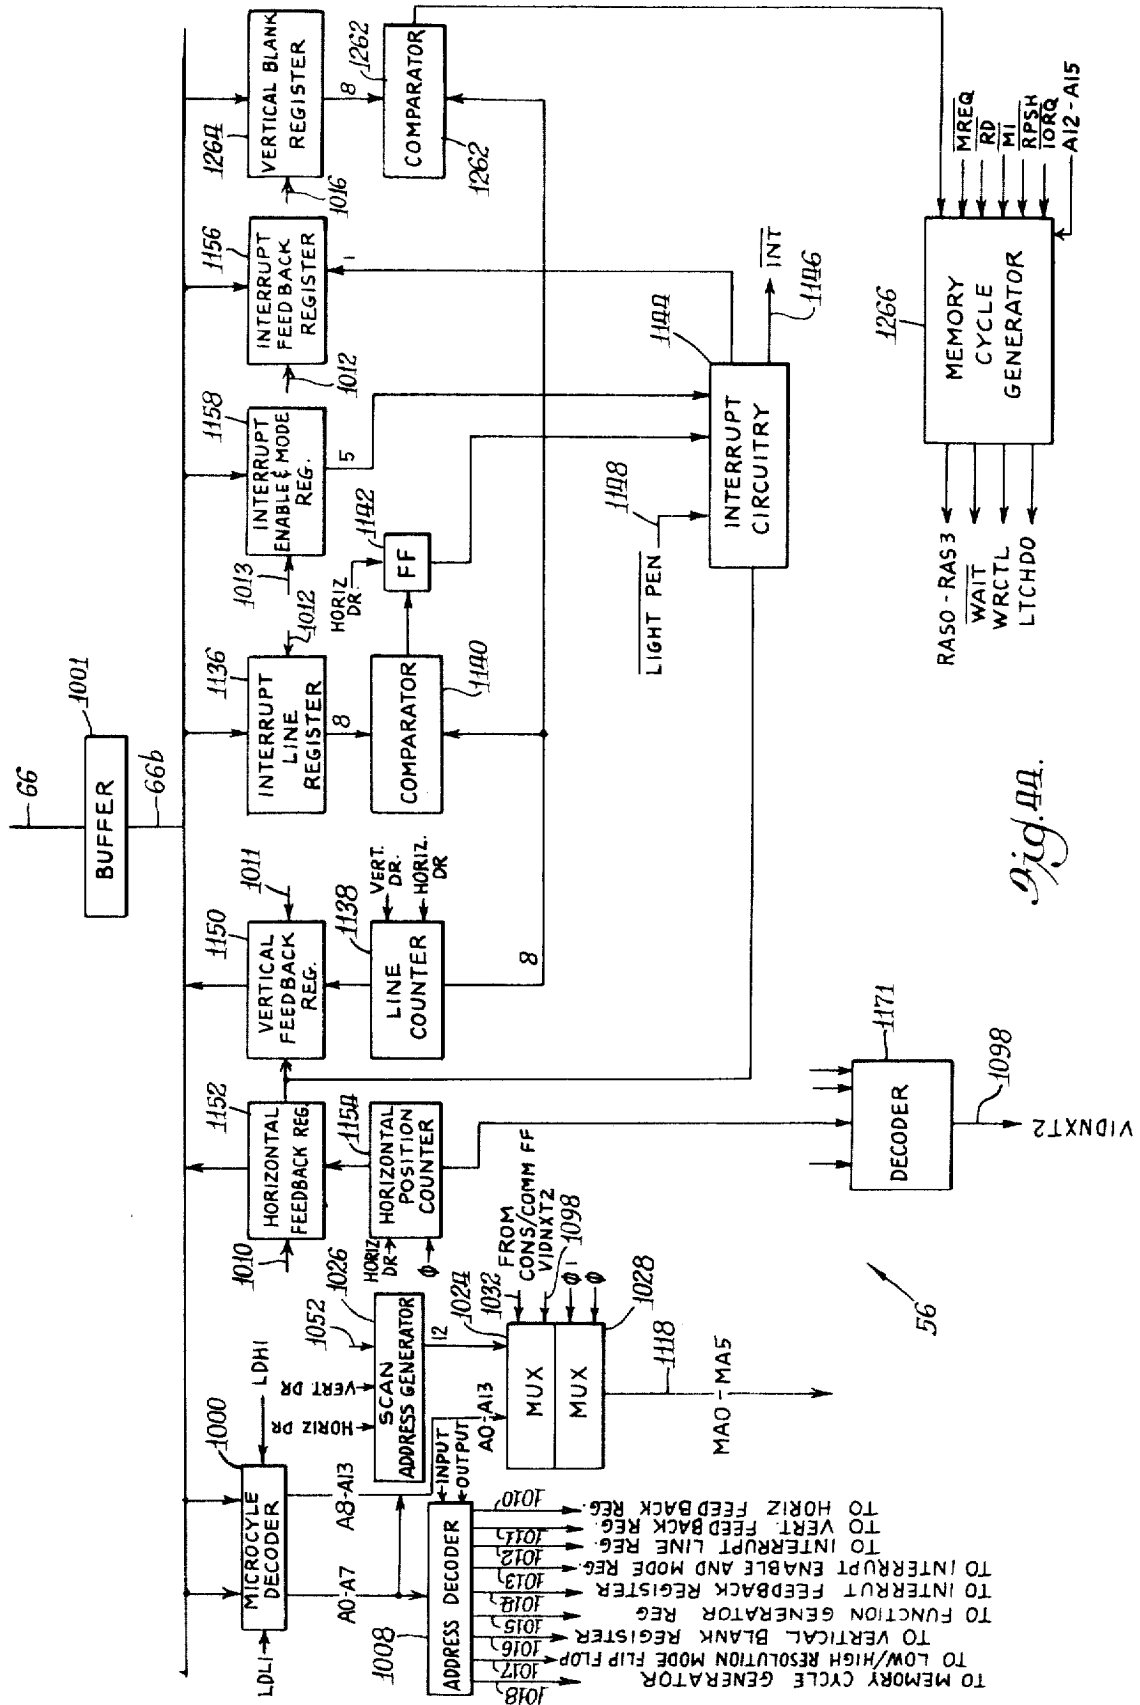 66
1001
BUFFER
66b
1000
LDLI
LDHI
MICROCYLE
DECODER
A0-A7
A8-A13
HORIZ DR
VERT. DR
1052
1026
SCAN
ADDRESS GENERATOR
12
1008
ADDRESS DECODER
INPUT
OUTPUT
A0-A13
1024
1032
FROM
CONS/COMM FF
VIDNXT2
1098
Φ1
Φ
MUX
MUX
1028
1118
MA0-MA5
1010
TO HORIZ FEEDBACK REG
1011
TO VERT. FEEDBACK REG.
1012
TO INTERRUPT LINE REG
1013
TO INTERRUPT ENABLE AND MODE REG.
1014
TO INTERRUT FEEDBACK REGISTER
1015
TO FUNCTION GENERATOR REG
1016
TO VERTICAL BLANK REGISTER
1017
TO LOW/HIGH RESOLUTION MODE FLIP FLOP
1018
TO MEMORY CYCLE GENERATOR
1010
1152
HORIZONTAL
FEEDBACK REG.
HORIZ
DR
Φ
1154
HORIZONTAL
POSITION
COUNTER
1150
1011
VERTICAL
FEEDBACK
REG.
1138
LINE
COUNTER
VERT.
DR.
HORIZ.
DR
8
1136
1012
INTERRUPT
LINE
REGISTER
8
COMPARATOR
1140
HORIZ
DR.
1142
FF
1013
1158
INTERRUPT
ENABLE & MODE
REG.
5
1012
1156
INTERRUPT
FEEDBACK
REGISTER
1
1016
1264
VERTICAL BLANK
REGISTER
8
1262
COMPARATOR
1262
LIGHT PEN
1148
1144
INTERRUPT
CIRCUITRY
INT
1146
1171
DECODER
1098
VIDNXT2
1266
MEMORY
CYCLE
GENERATOR
MREQ
RD
M1
RPSH
IORQ
A12-A15
RAS0-RAS3
WAIT
WRCTL
LTCHDO
56
Fig. 44.